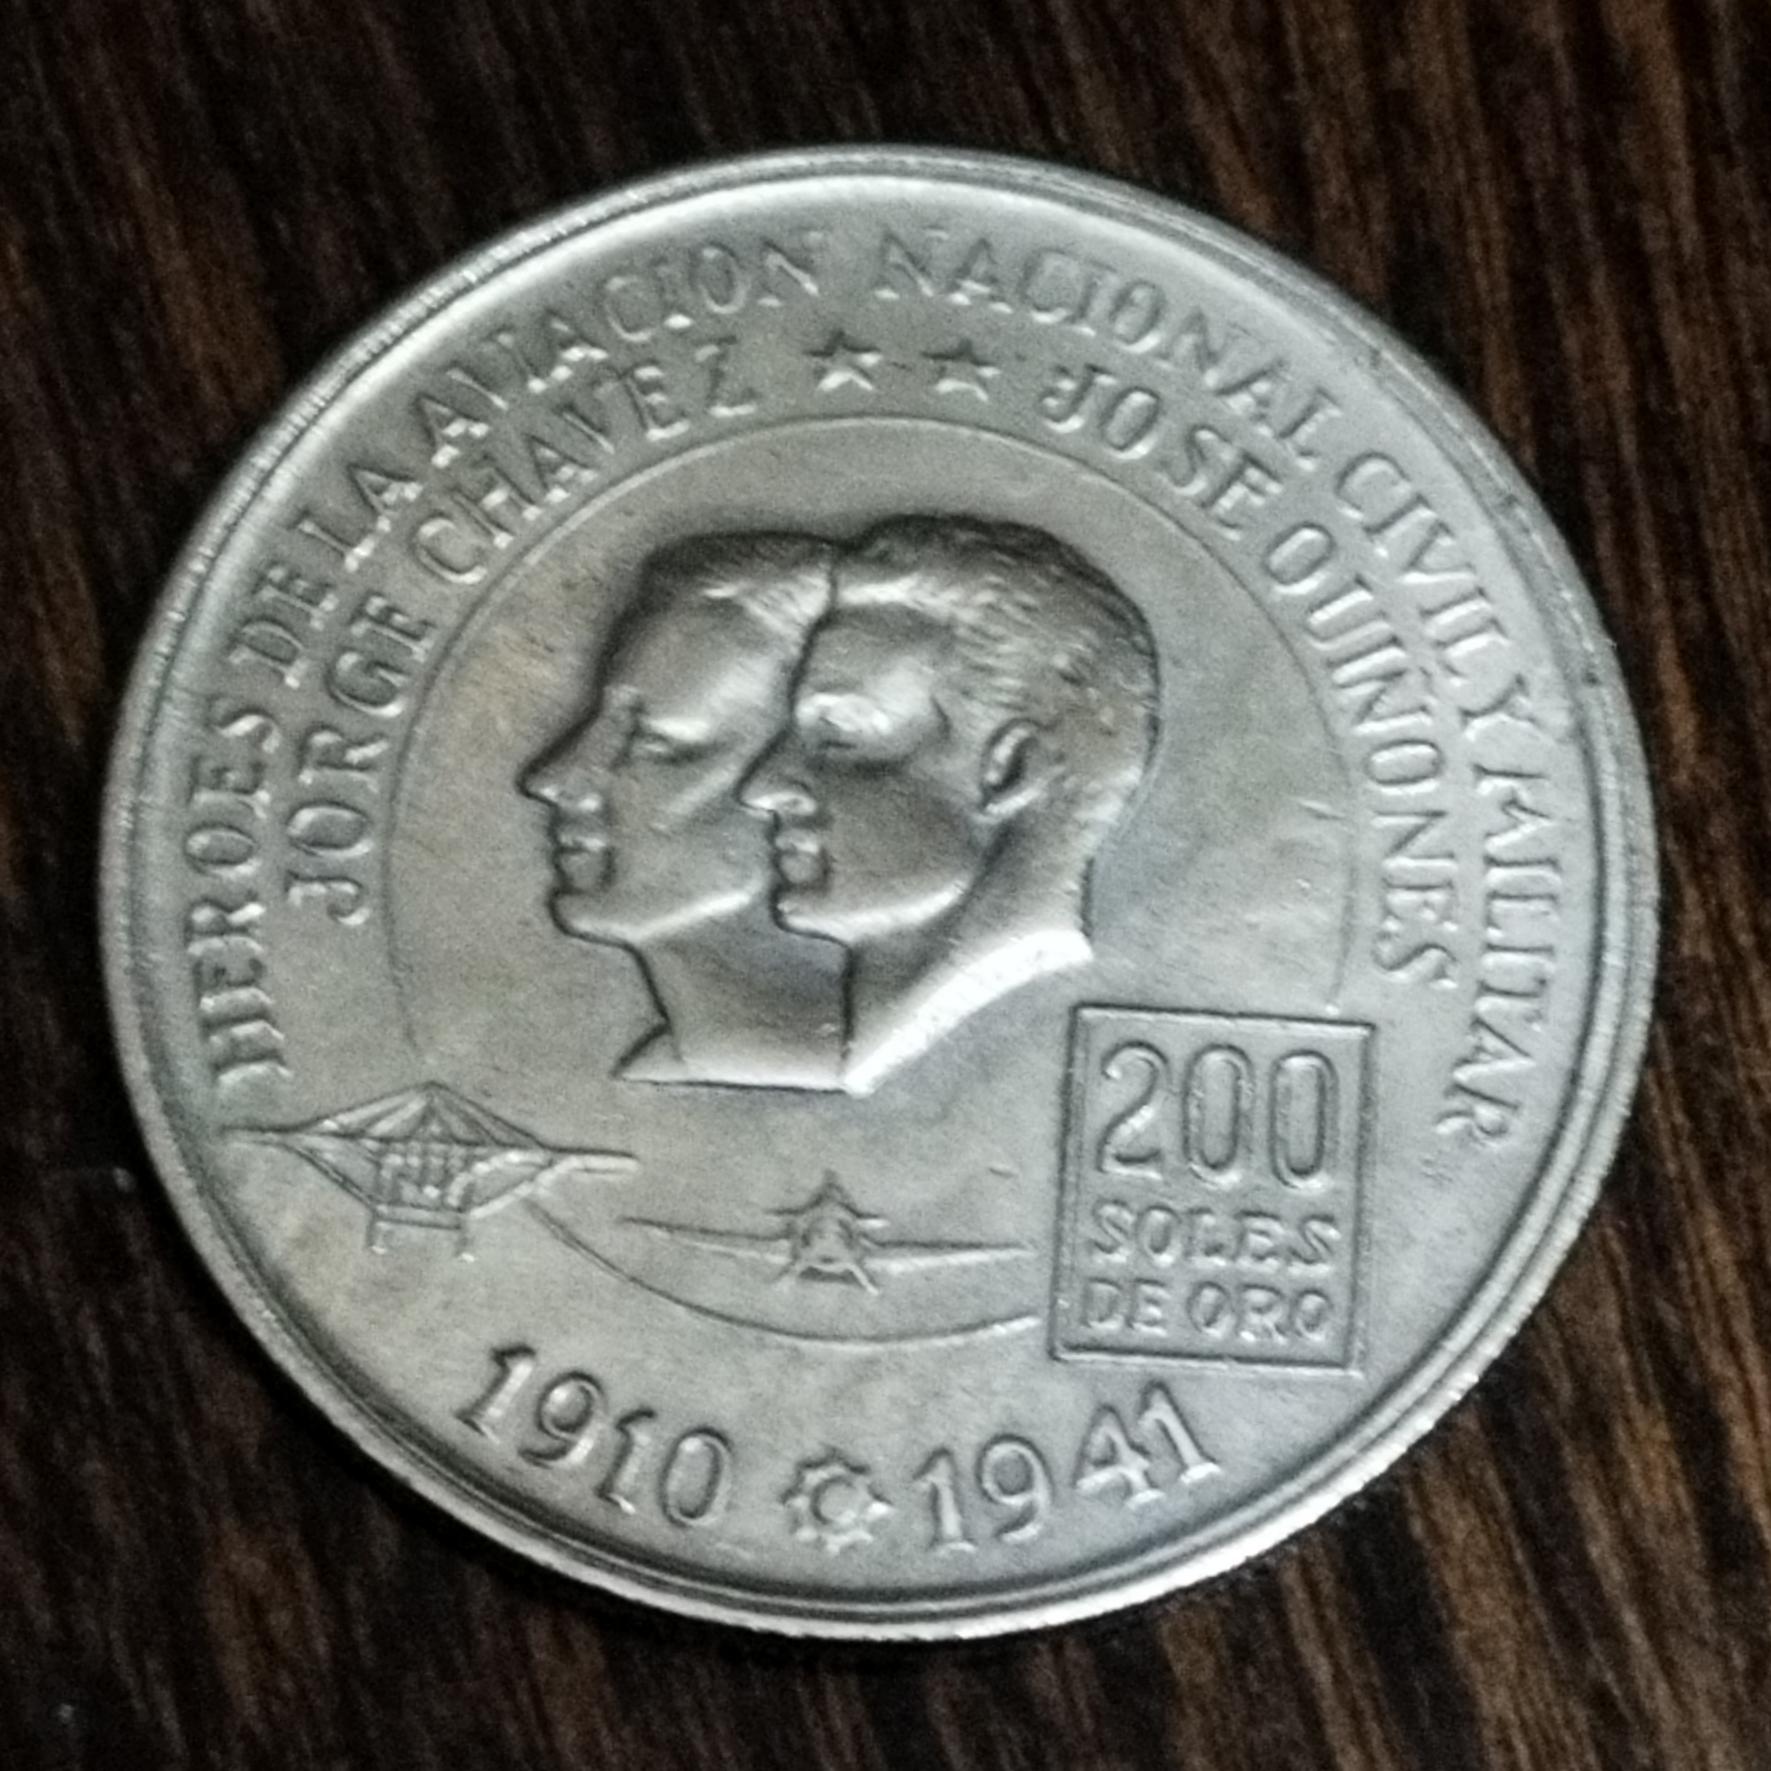 HEROES DE LA AVIACION NACIONAL CIVIL Y MILITAR
JORGE CHAVEZ ★ ★ JOSE QUIÑONES
200
SOLES
DE ORO
1910 1941